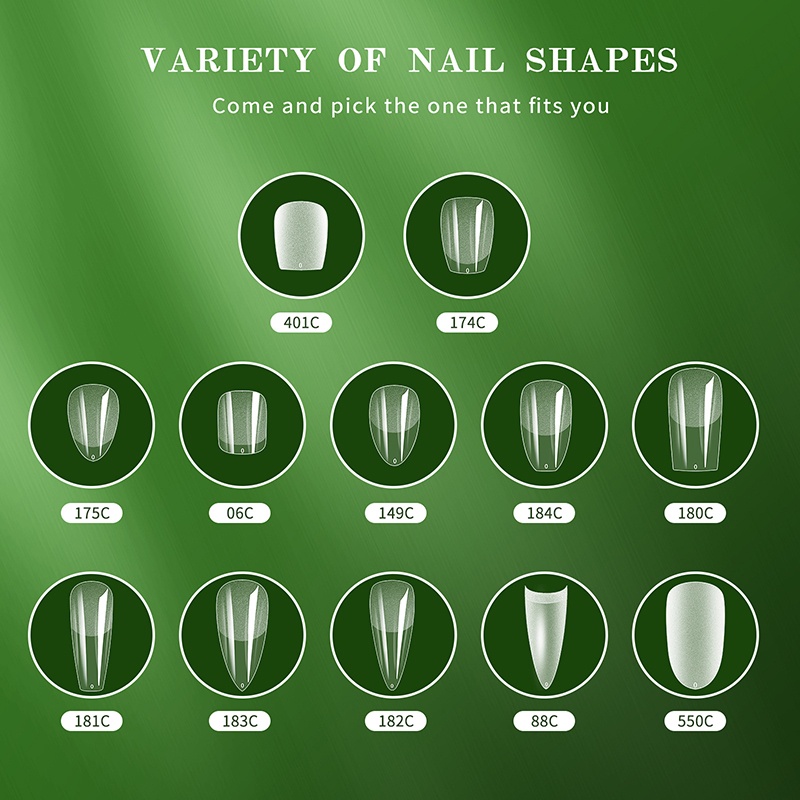 VARIETY OF NAIL SHAPES
Come and pick the one that fits you
401C
174C
175C
06C
149C
184C
180C
181C
183C
182C
88C
550C